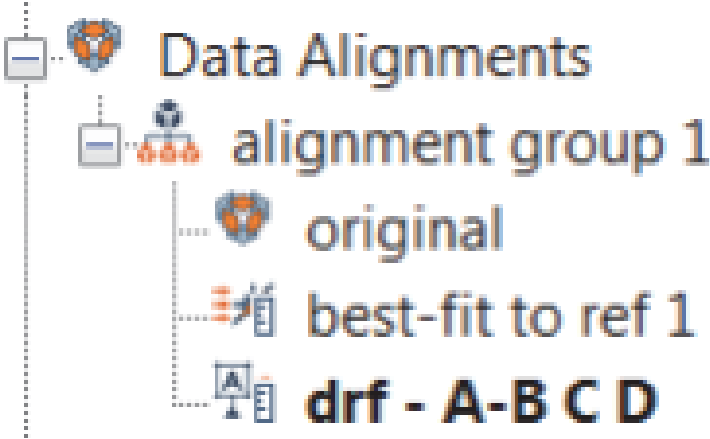 Data Alignments
alignment group 1
original
best-fit to ref 1
A
drf - A-B C D